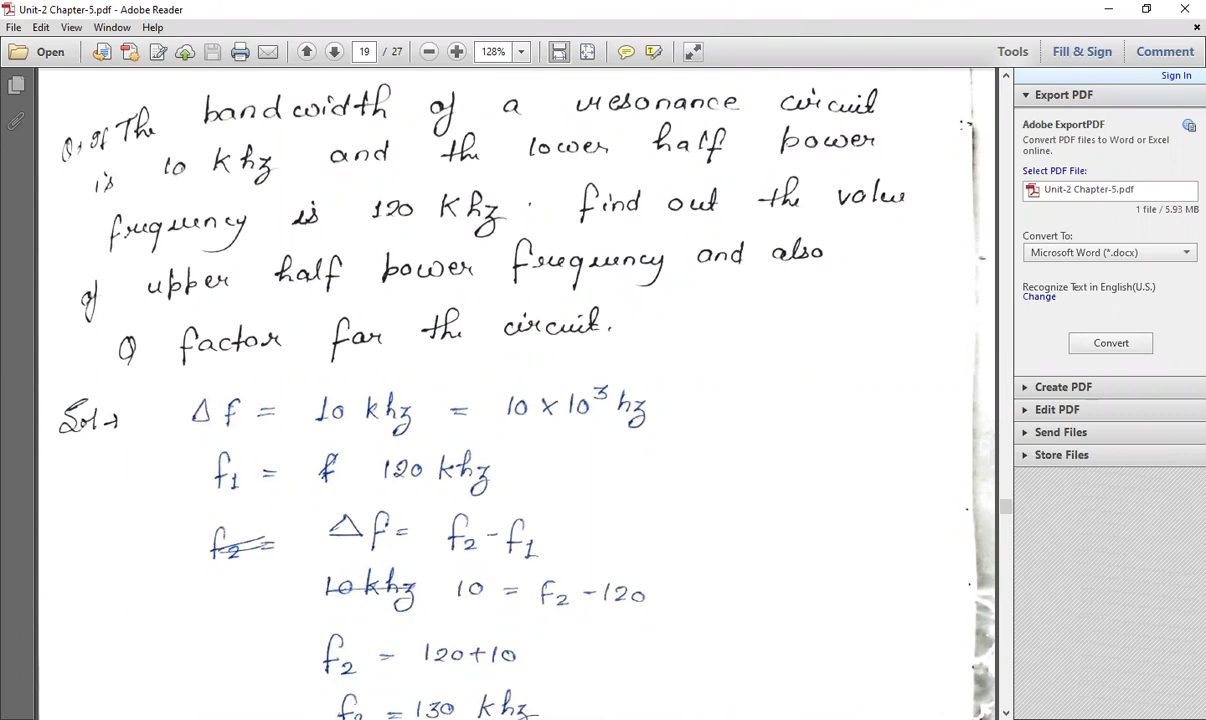 Unit-2 Chapter-5.pdf - Adobe Reader
File Edit View Window Help
Open 19 / 27 128% Tools Fill & Sign Comment
Sign In
Export PDF
Adobe ExportPDF
Convert PDF files to Word or Excel online.
Select PDF File:
Unit-2 Chapter-5.pdf
1 file / 5.93 MB
Convert To:
Microsoft Word (*.docx)
Recognize Text in English(U.S.)
Change
Convert
Create PDF
Edit PDF
Send Files
Store Files
Q, If The bandwidth of a resonance circuit
is 10 khz and the lower half power
frequency is 120 Khz. find out the value
of upper half power frequency and also
Q factor for the circuit.
Sol→ Δf = 10 khz = 10 × 10³ hz
f₁ = 120 khz
f₂ = Δf = f₂ - f₁
10 khz 10 = f₂ - 120
f₂ = 120+10
f₂ = 130 khz